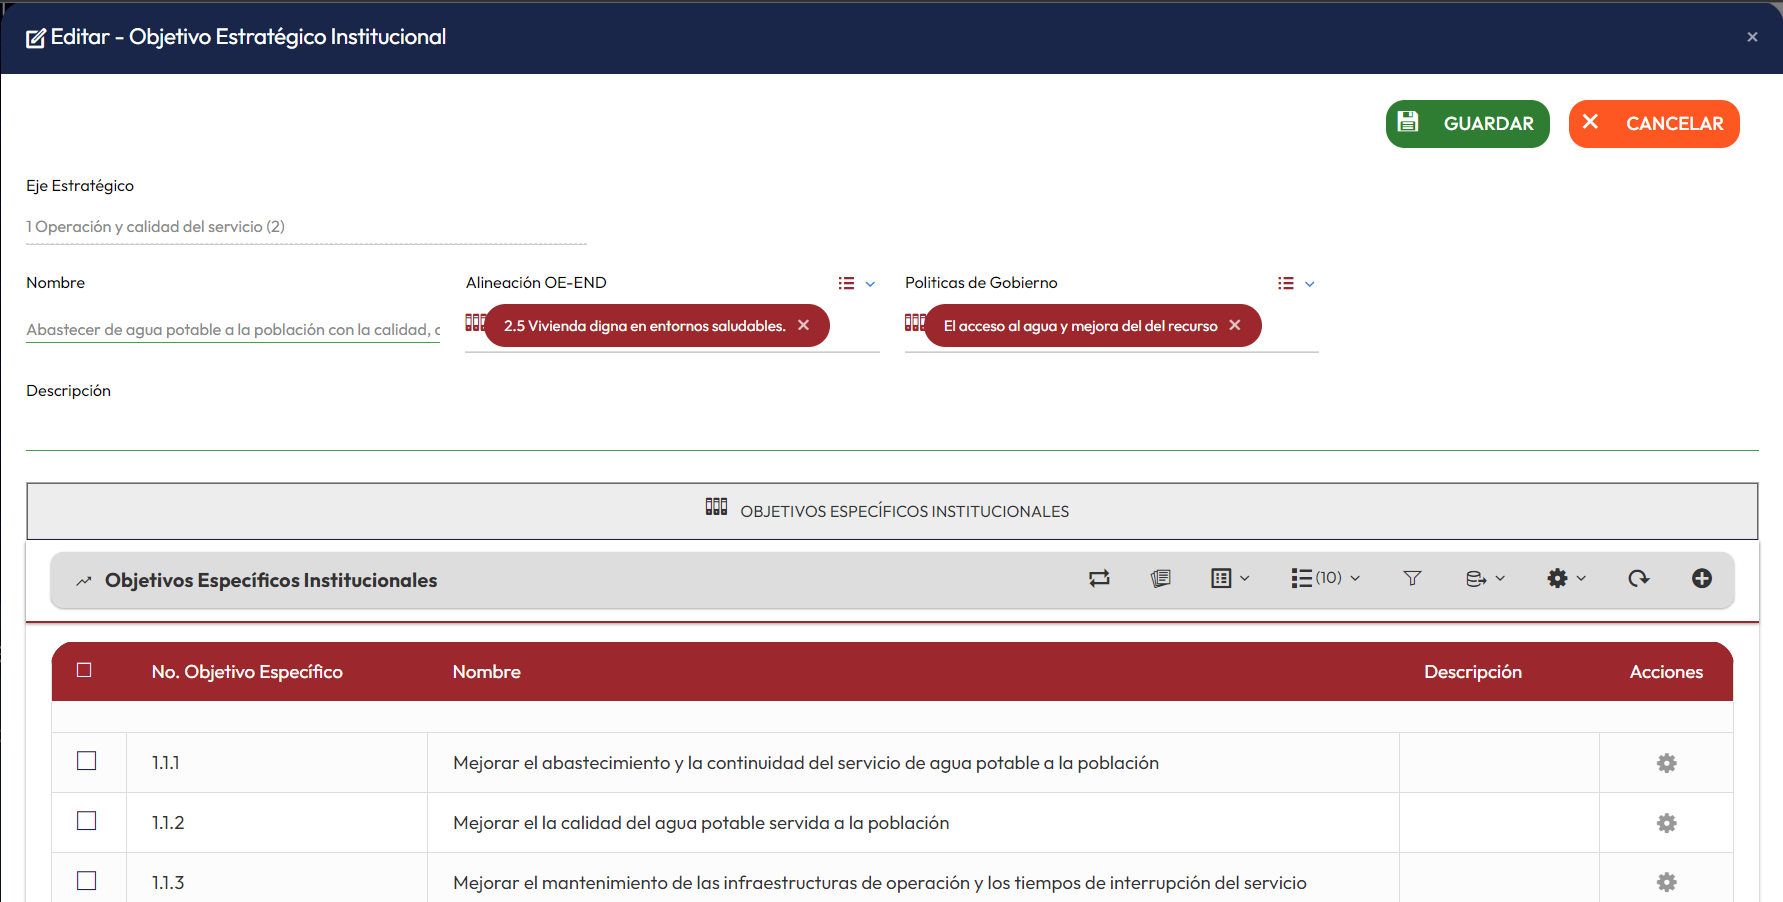 Editar - Objetivo Estratégico Institucional
GUARDAR
CANCELAR
Eje Estratégico
1 Operación y calidad del servicio (2)
Nombre
Alineación OE-END
Politicas de Gobierno
Abastecer de agua potable a la población con la calidad,
2.5 Vivienda digna en entornos saludables.
El acceso al agua y mejora del del recurso
Descripción
OBJETIVOS ESPECÍFICOS INSTITUCIONALES
Objetivos Específicos Institucionales
(10)
No. Objetivo Específico
Nombre
Descripción
Acciones
1.1.1
Mejorar el abastecimiento y la continuidad del servicio de agua potable a la población
1.1.2
Mejorar el la calidad del agua potable servida a la población
1.1.3
Mejorar el mantenimiento de las infraestructuras de operación y los tiempos de interrupción del servicio